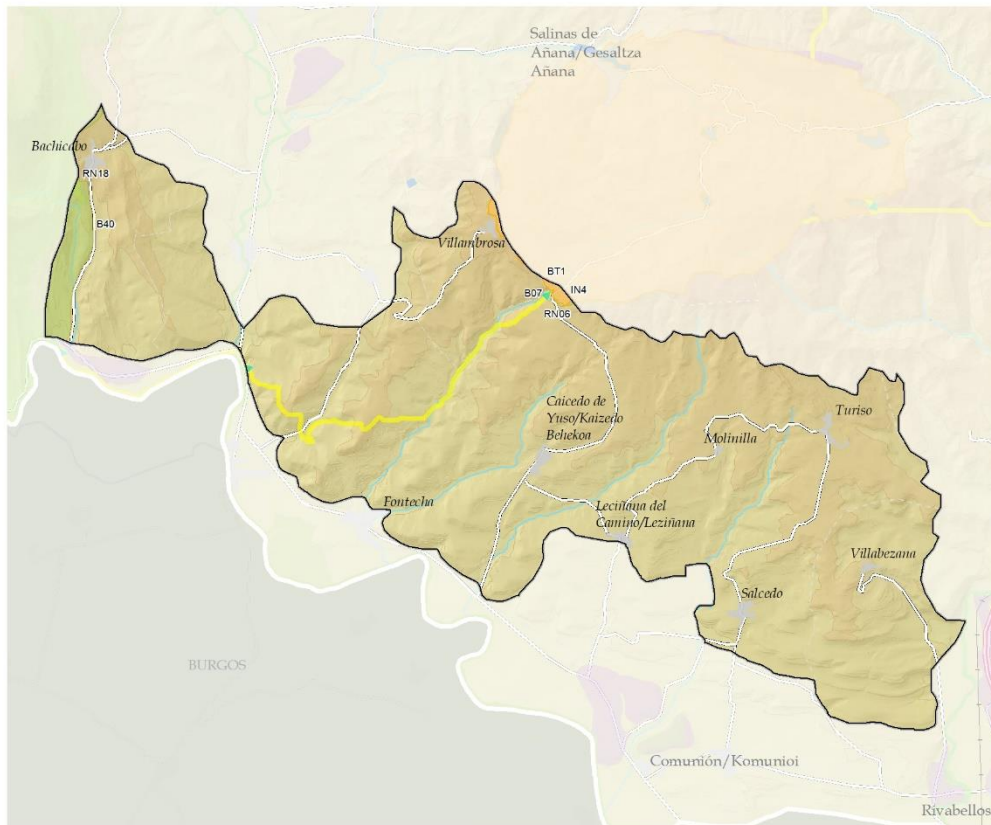 Salinas de
Añana/Gesaltza
Añana
Bachicabo
RN18
B40
Villambrosa
BT1
B07
IN4
RN06
Caicedo de
Yuso/Kaizedo
Behekoa
Molinilla
Turiso
Fontecha
Leciñana del
Camino/Leziñana
Villabezana
Salcedo
BURGOS
Comunión/Komunioi
Rivabellos